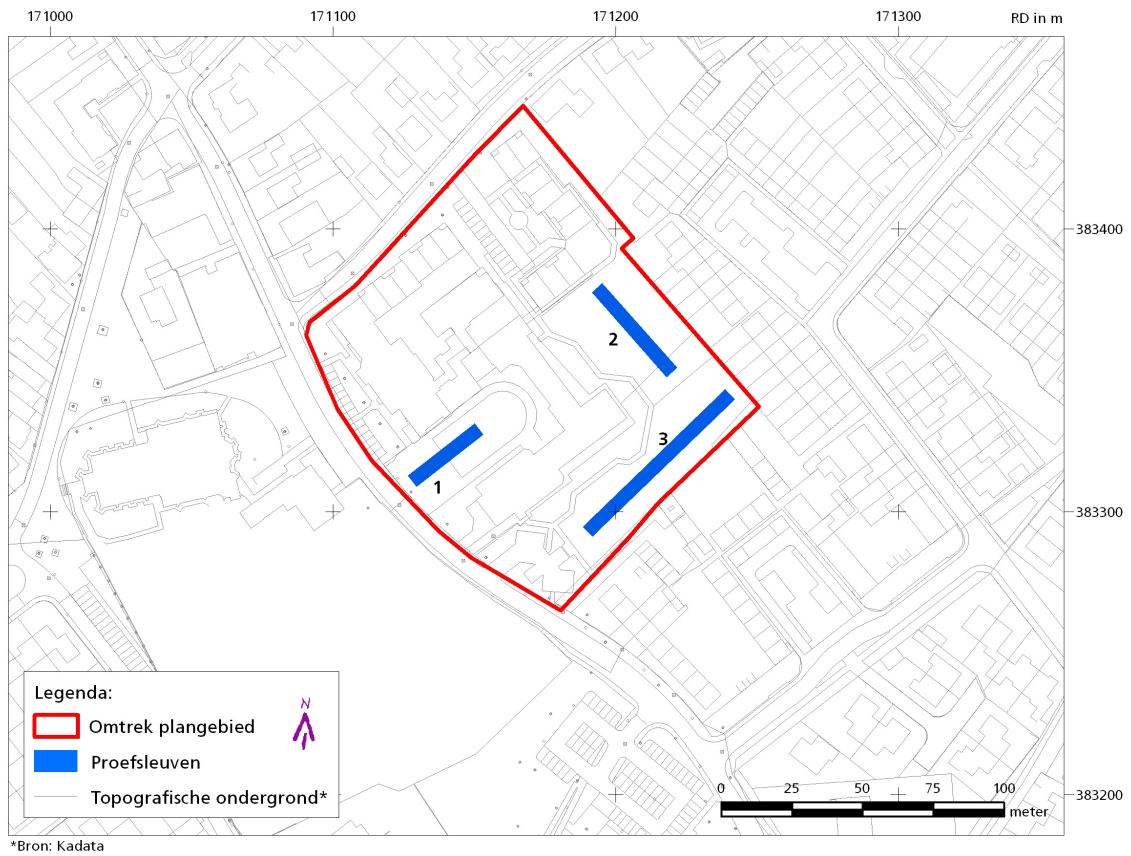 171000 171100 171200 171300 RD in m
383400
2
3
1
383300
Legenda:
N
Omtrek plangebied
Proefsleuven
Topografische ondergrond*
0 25 50 75 100
meter
383200
*Bron: Kadata